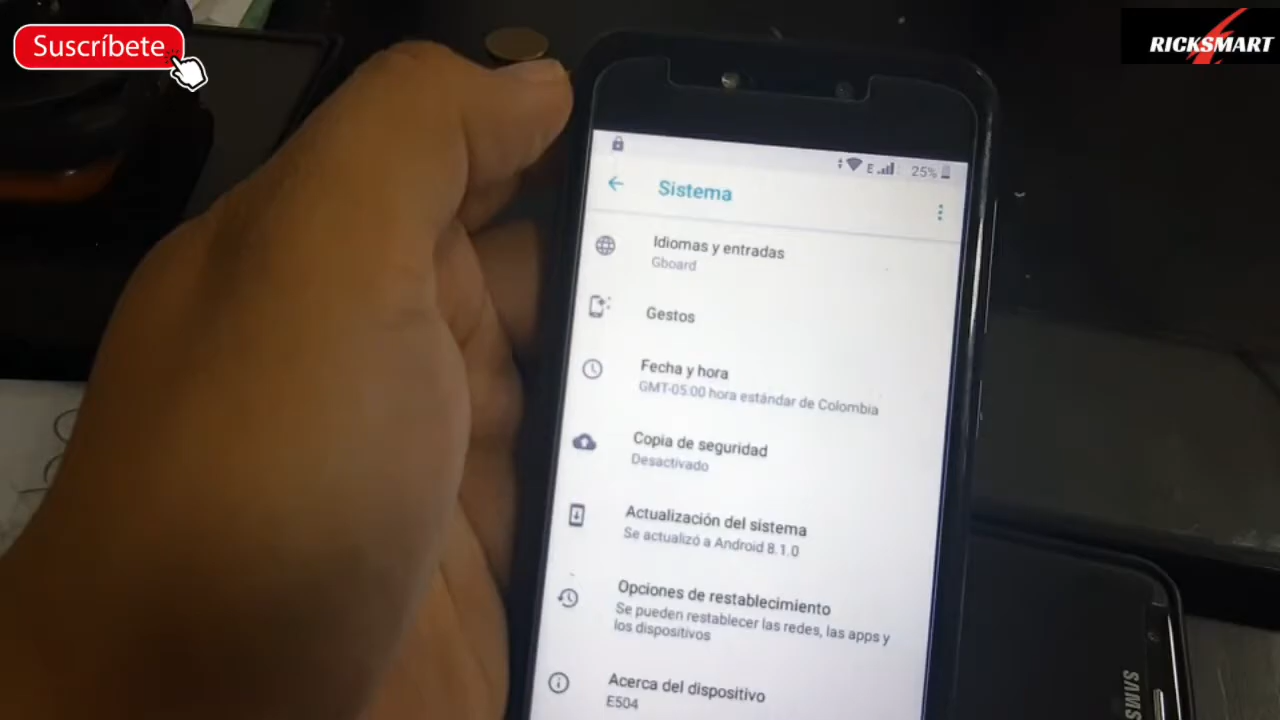 Suscríbete
RICKSMART
E
25%
Sistema
Idiomas y entradas
Gboard
Gestos
Fecha y hora
GMT-05:00 hora estándar de Colombia
Copia de seguridad
Desactivado
Actualización del sistema
Se actualizó a Android 8.1.0
Opciones de restablecimiento
Se pueden restablecer las redes, las apps y
los dispositivos
Acerca del dispositivo
E504
SAMS